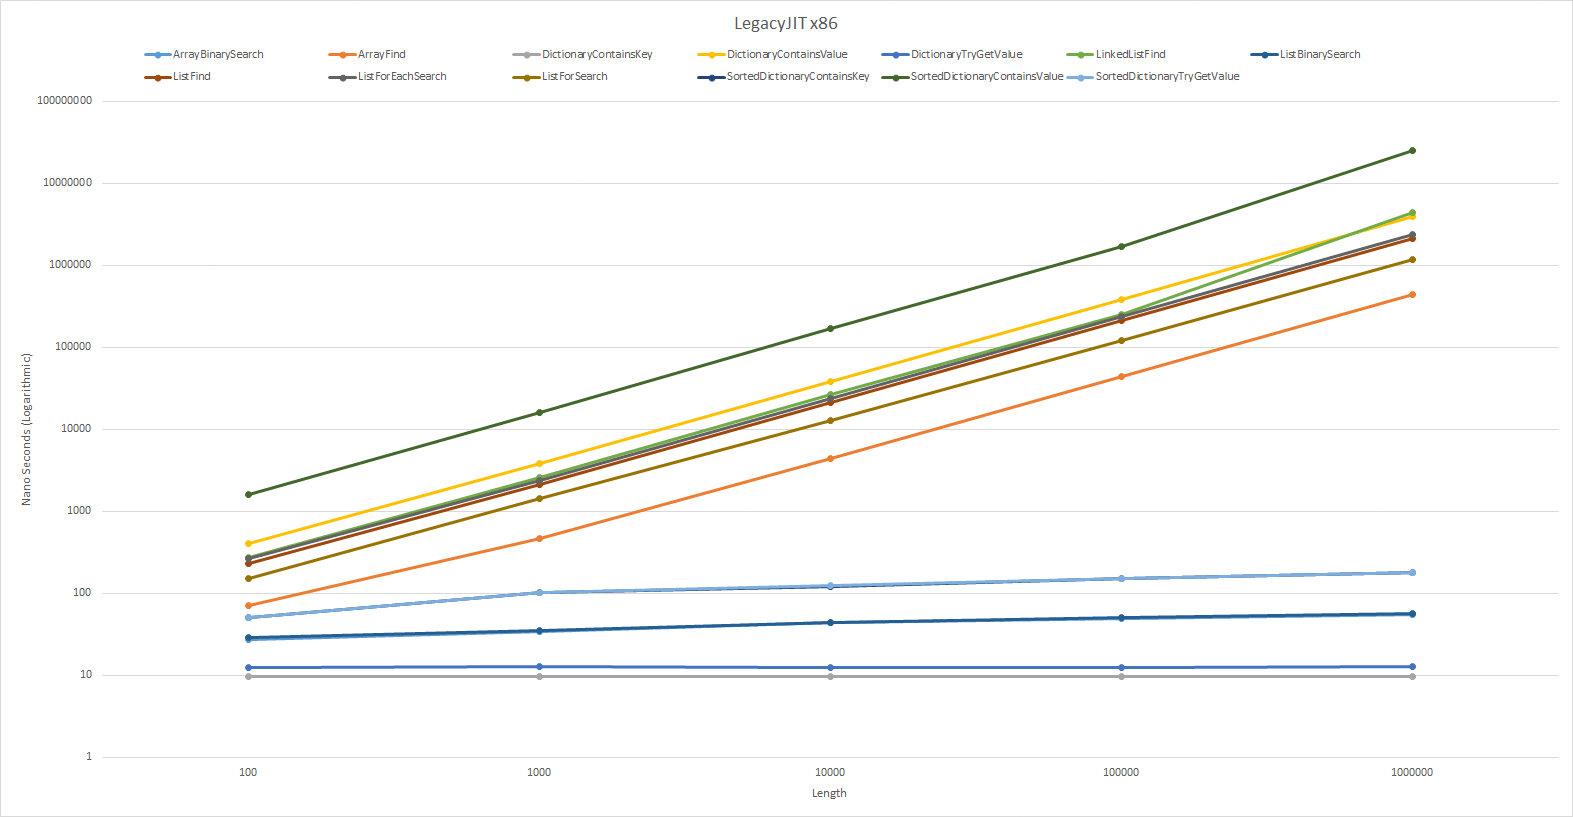 LegacyJIT x86
ArrayBinarySearch ArrayFind DictionaryContainsKey DictionaryContainsValue DictionaryTryGetValue LinkedListFind ListBinarySearch
ListFind ListForEachSearch ListForSearch SortedDictionaryContainsKey SortedDictionaryContainsValue SortedDictionaryTryGetValue
100000000
10000000
1000000
100000
10000
1000
100
10
1
Nano Seconds (Logarithmic)
100 1000 10000 100000 1000000
Length